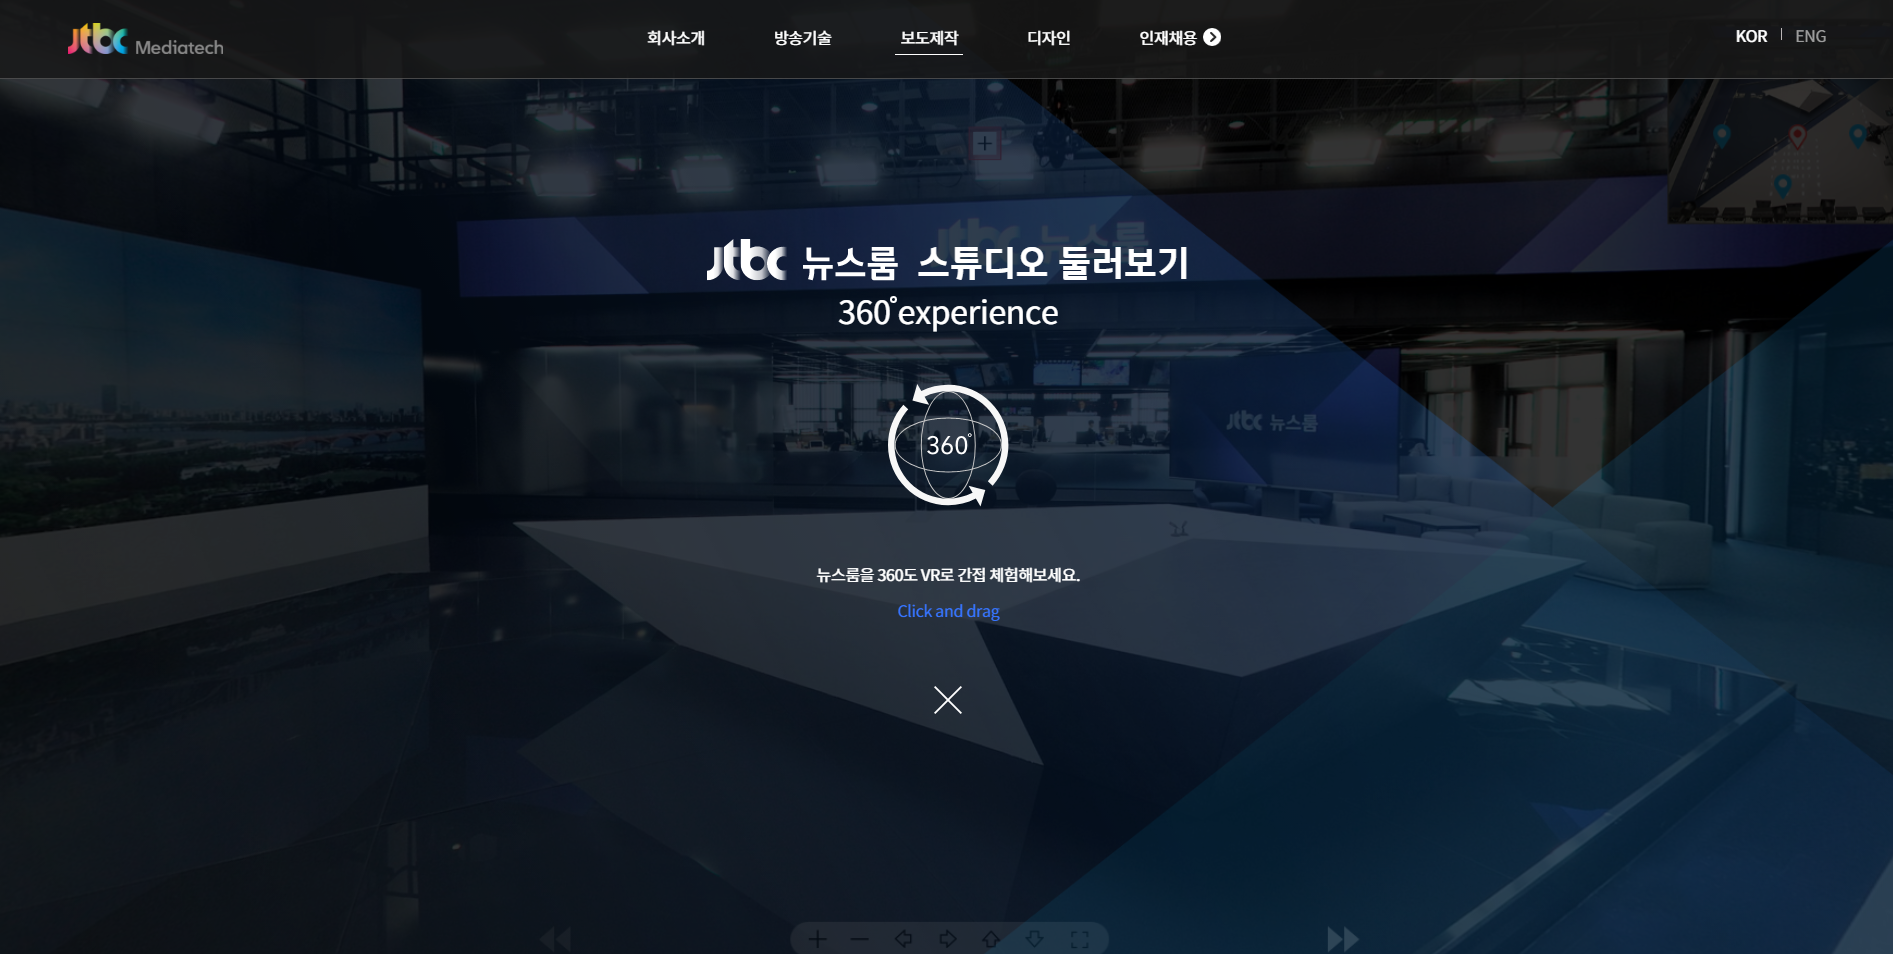 jtbc Mediatech
회사소개 방송기술 보도제작 디자인 인재채용
KOR ENG
jtbc 뉴스룸 스튜디오 둘러보기
360°experience
360°
jtbc 뉴스룸
뉴스룸을 360도 VR로 간접 체험해보세요.
Click and drag